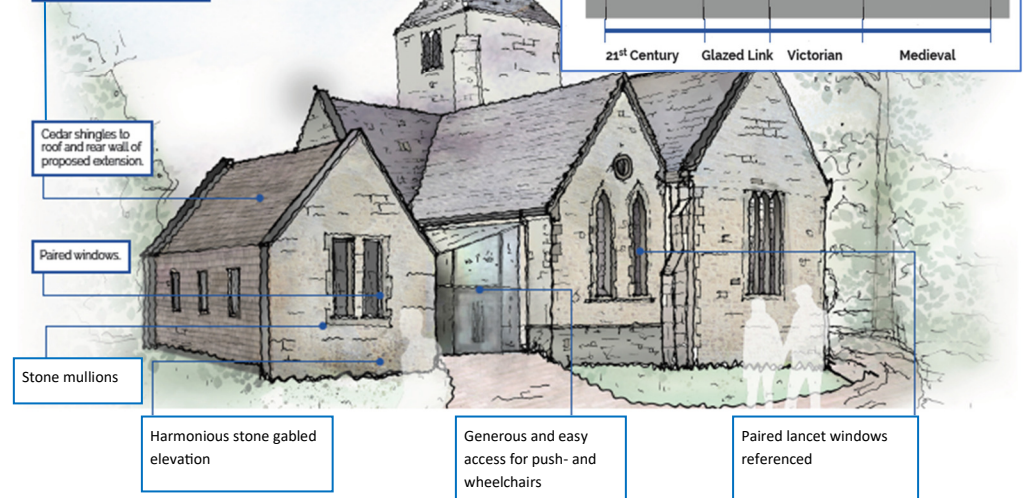 21st Century Glazed Link Victorian Medieval
Cedar shingles to
roof and rear wall of
proposed extension.
Paired windows.
Stone mullions
Harmonious stone gabled
elevation
Generous and easy
access for push- and
wheelchairs
Paired lancet windows
referenced